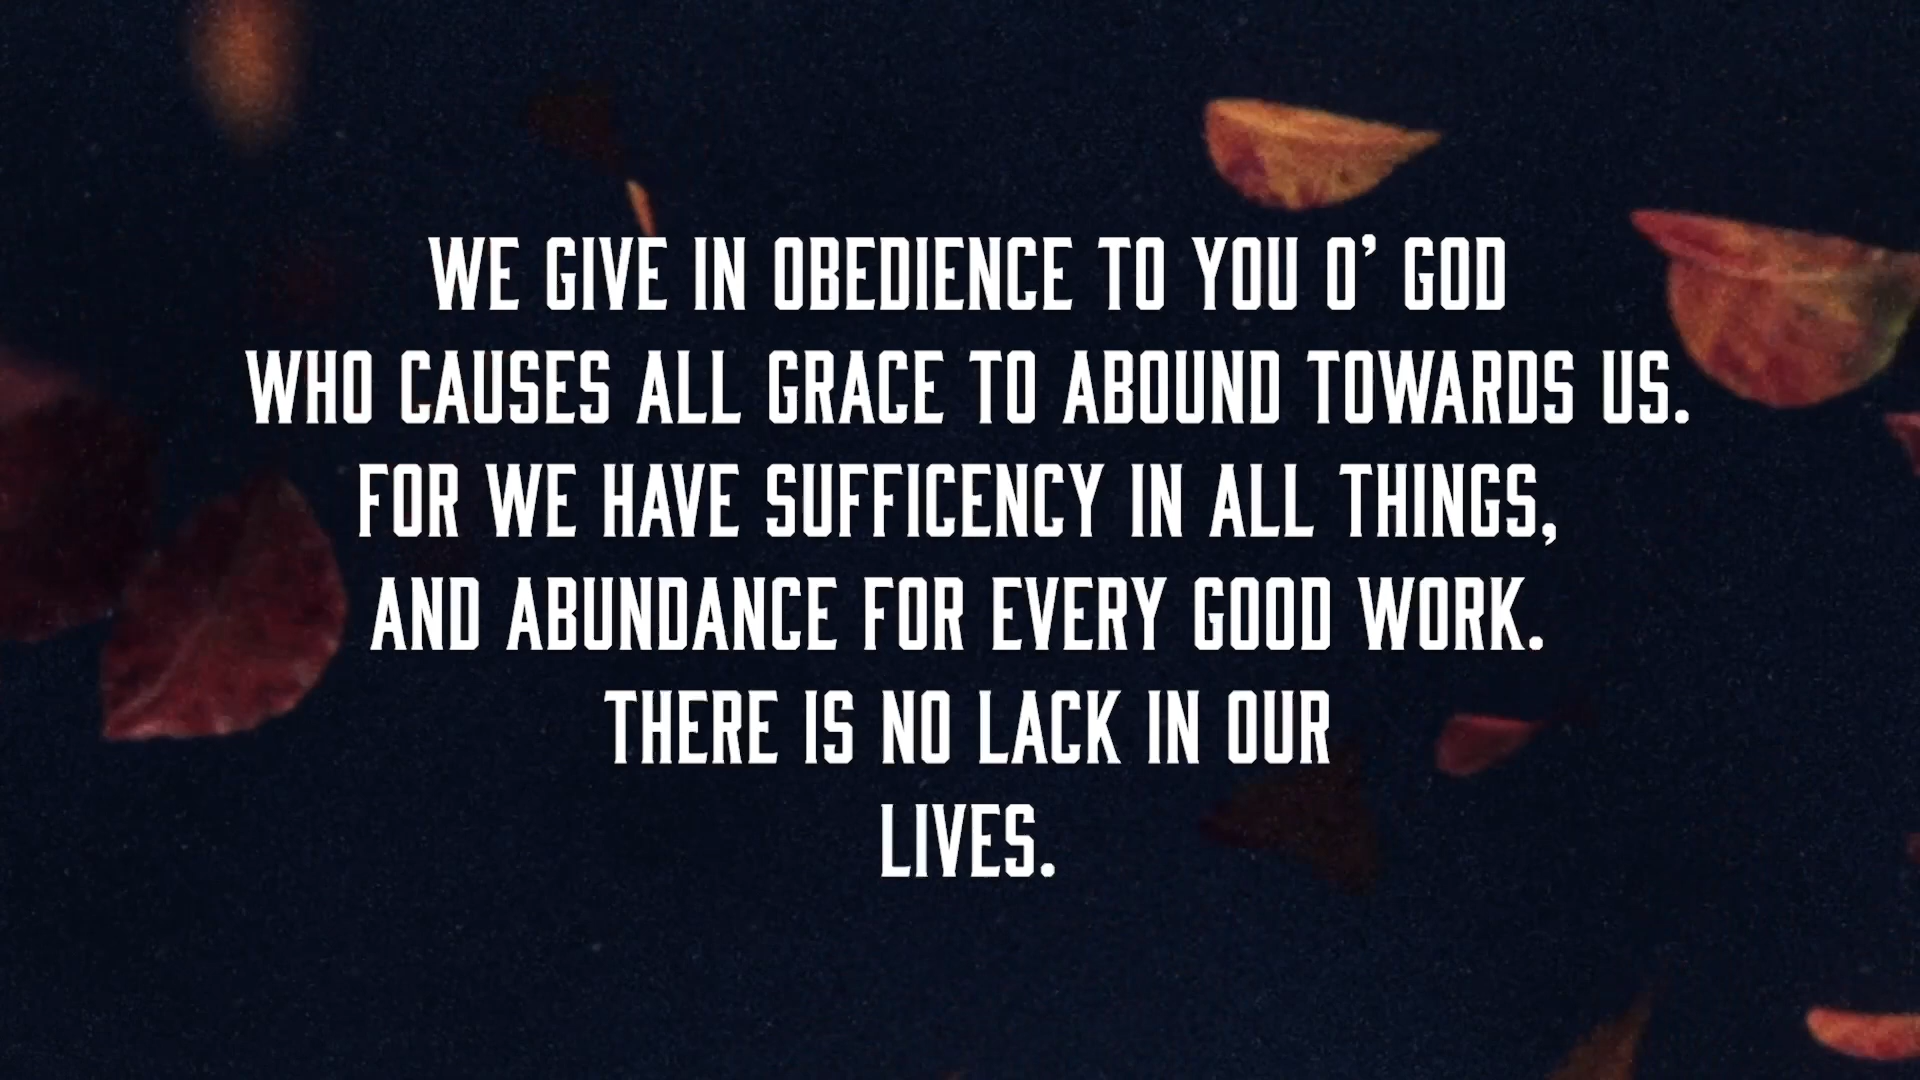 WE GIVE IN OBEDIENCE TO YOU O’ GOD
WHO CAUSES ALL GRACE TO ABOUND TOWARDS US.
FOR WE HAVE SUFFICENCY IN ALL THINGS,
AND ABUNDANCE FOR EVERY GOOD WORK.
THERE IS NO LACK IN OUR
LIVES.